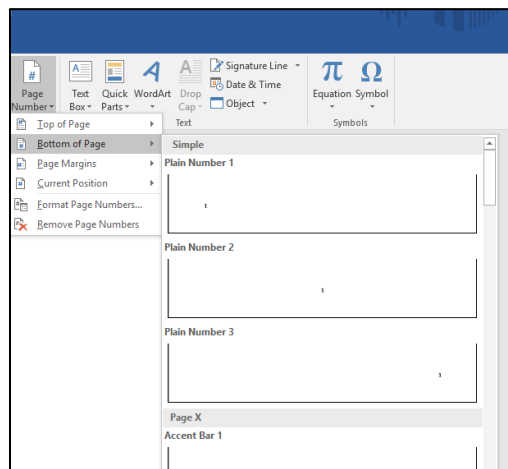 Signature Line
Date & Time
Object
Page
Number
Text
Box
Quick
Parts
WordArt
Drop
Cap
Equation
Symbol
Text
Symbols
Top of Page
Bottom of Page
Page Margins
Current Position
Format Page Numbers...
Remove Page Numbers
Simple
Plain Number 1
1
Plain Number 2
1
Plain Number 3
1
Page X
Accent Bar 1